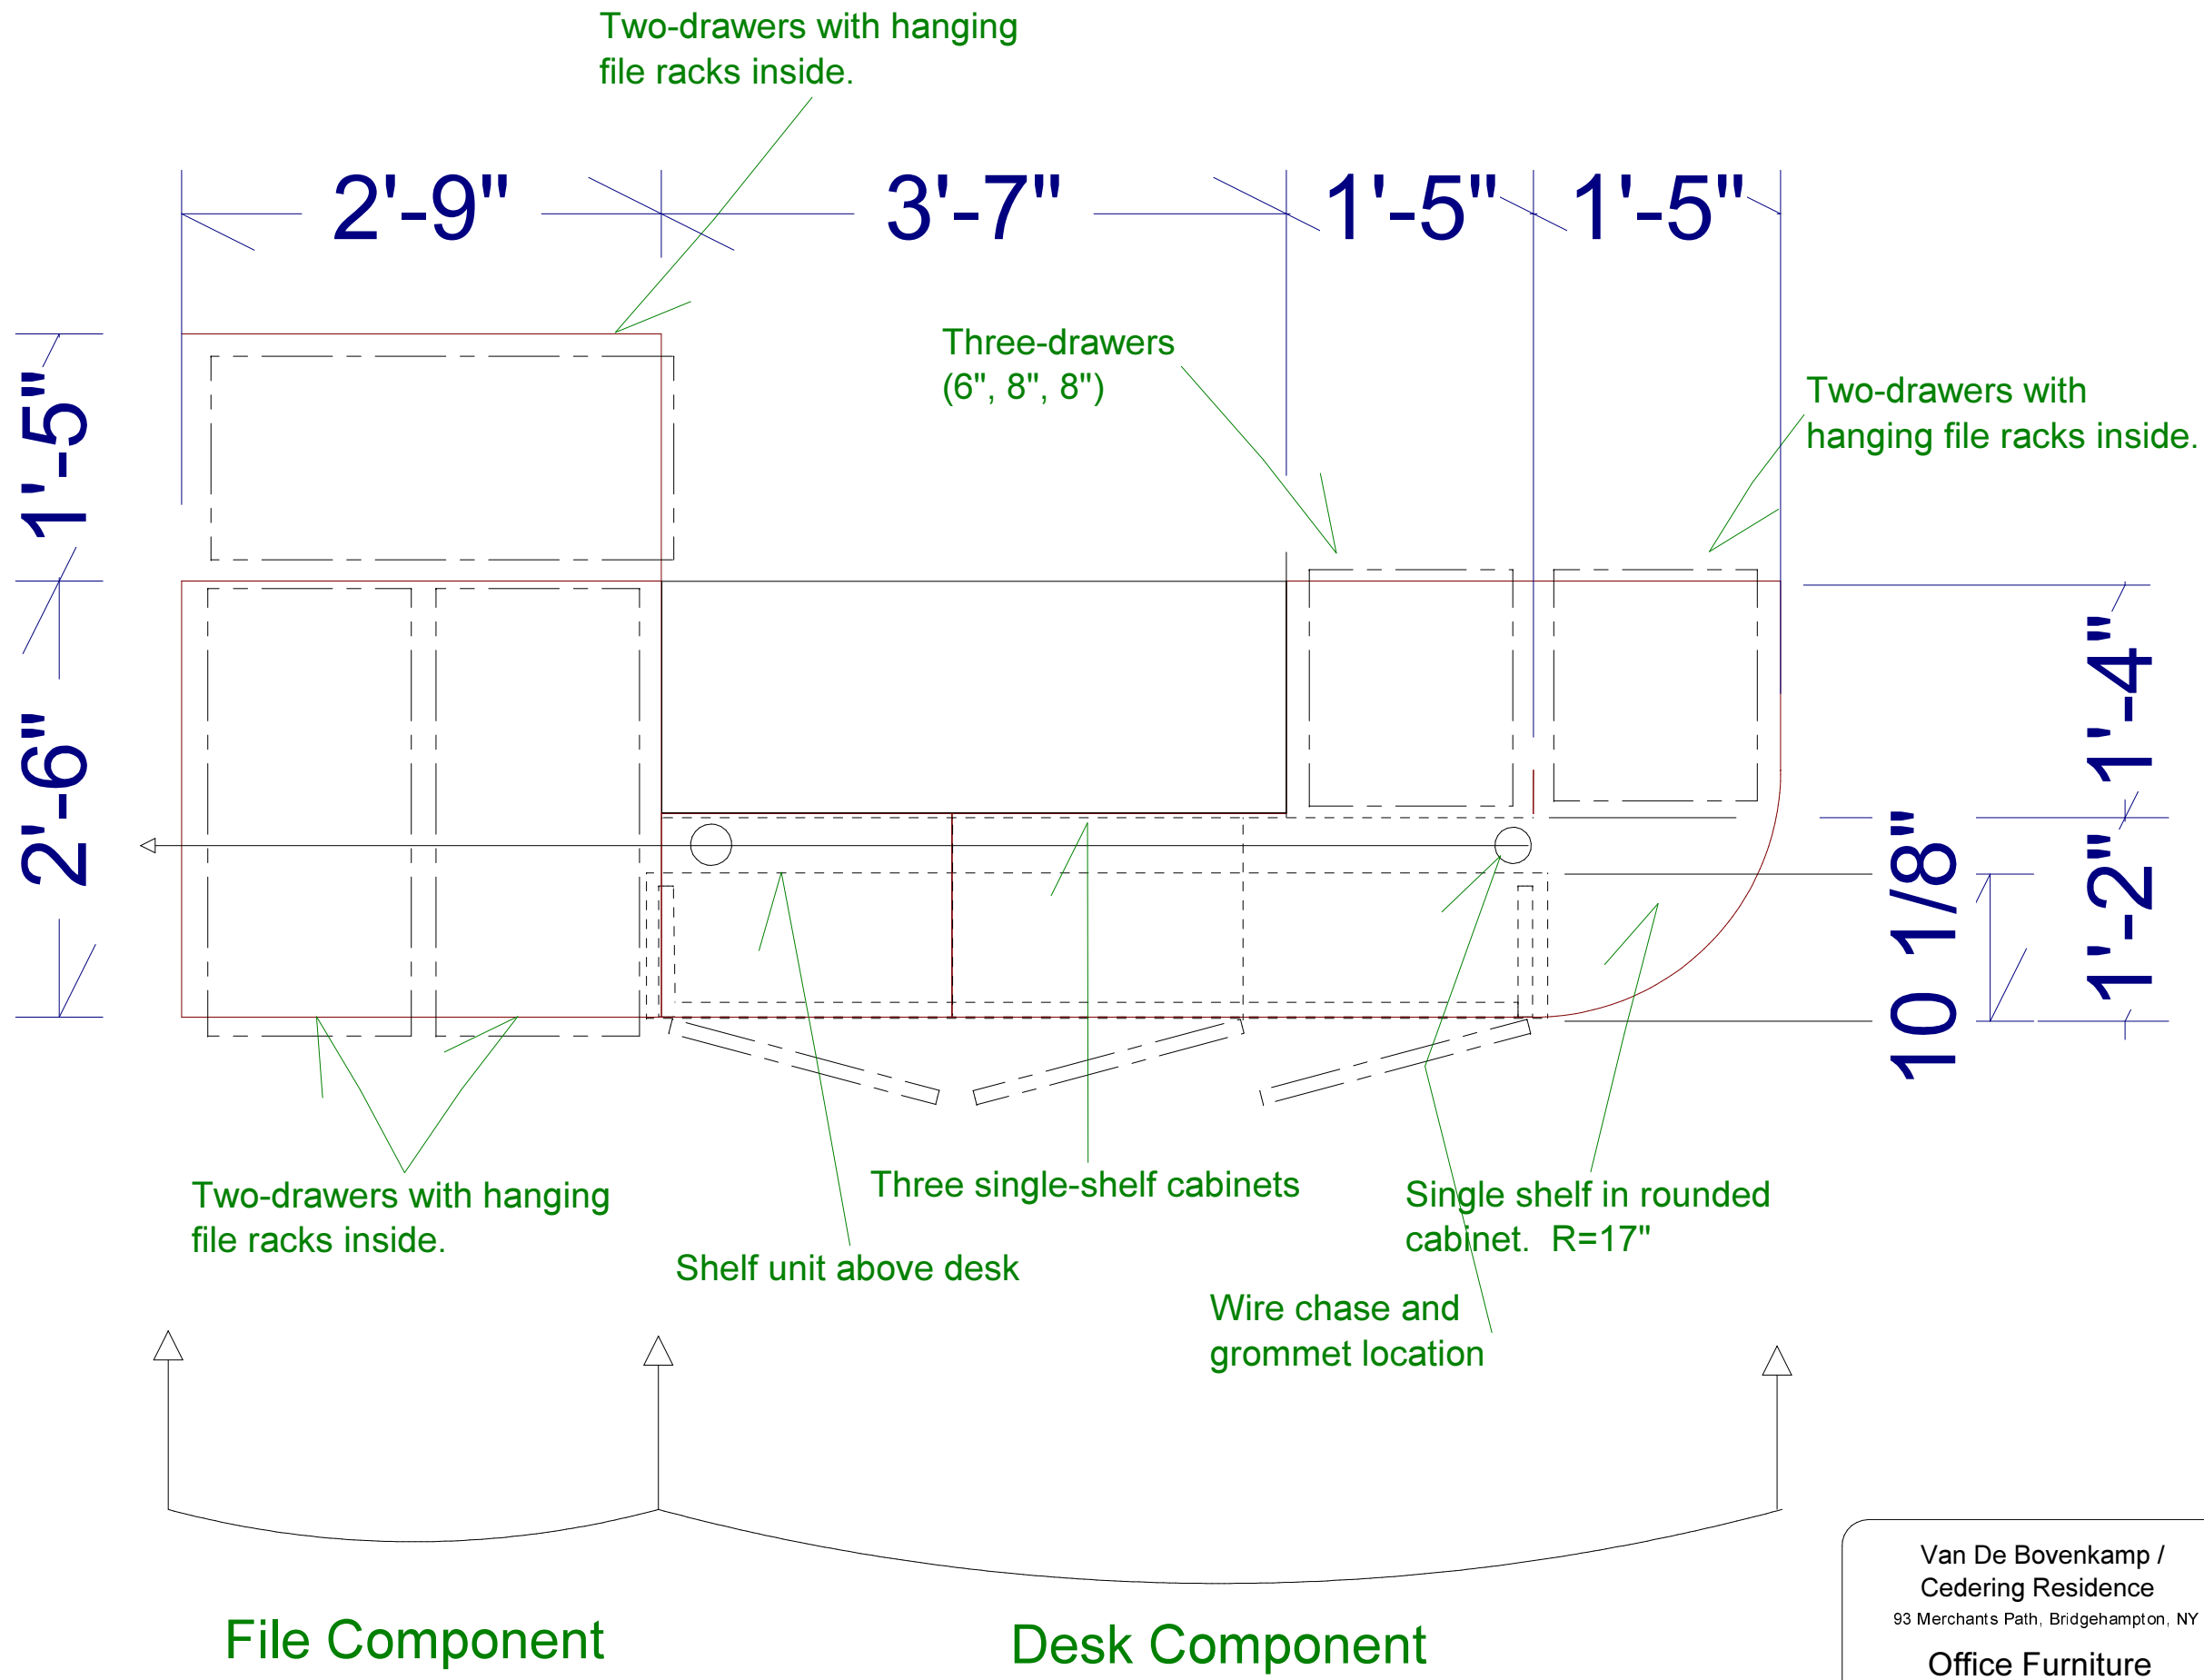 Two-drawers with hanging
file racks inside.
2'-9"
3'-7"
1'-5"
1'-5"
Three-drawers
(6", 8", 8")
Two-drawers with
hanging file racks inside.
1'-5"
2'-6"
1'-4"
1'-2"
10 1/8"
Two-drawers with hanging
file racks inside.
Three single-shelf cabinets
Single shelf in rounded
cabinet. R=17"
Shelf unit above desk
Wire chase and
grommet location
File Component
Desk Component
Van De Bovenkamp /
Cedering Residence
93 Merchants Path, Bridgehampton, NY
Office Furniture